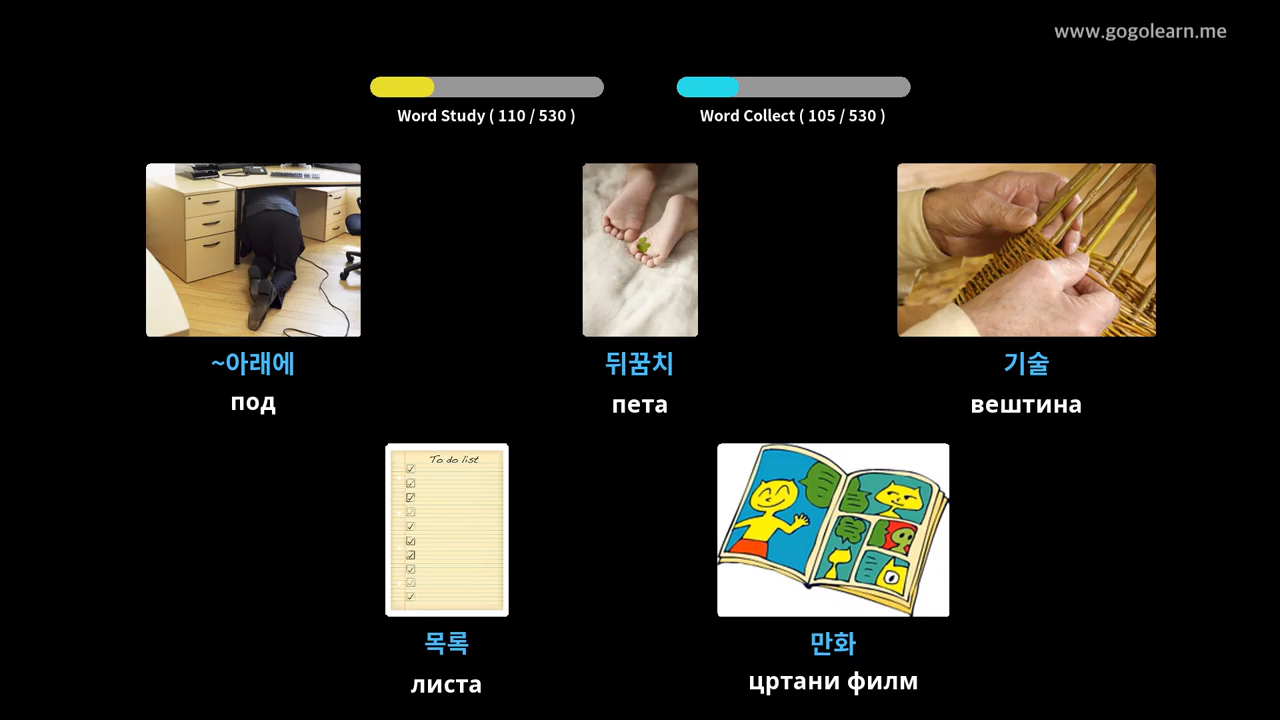 www.gogolearn.me
Word Study ( 110 / 530 )
Word Collect ( 105 / 530 )
~아래에
под
뒤꿈치
пета
기술
вештина
To do list
목록
листа
만화
цртани филм